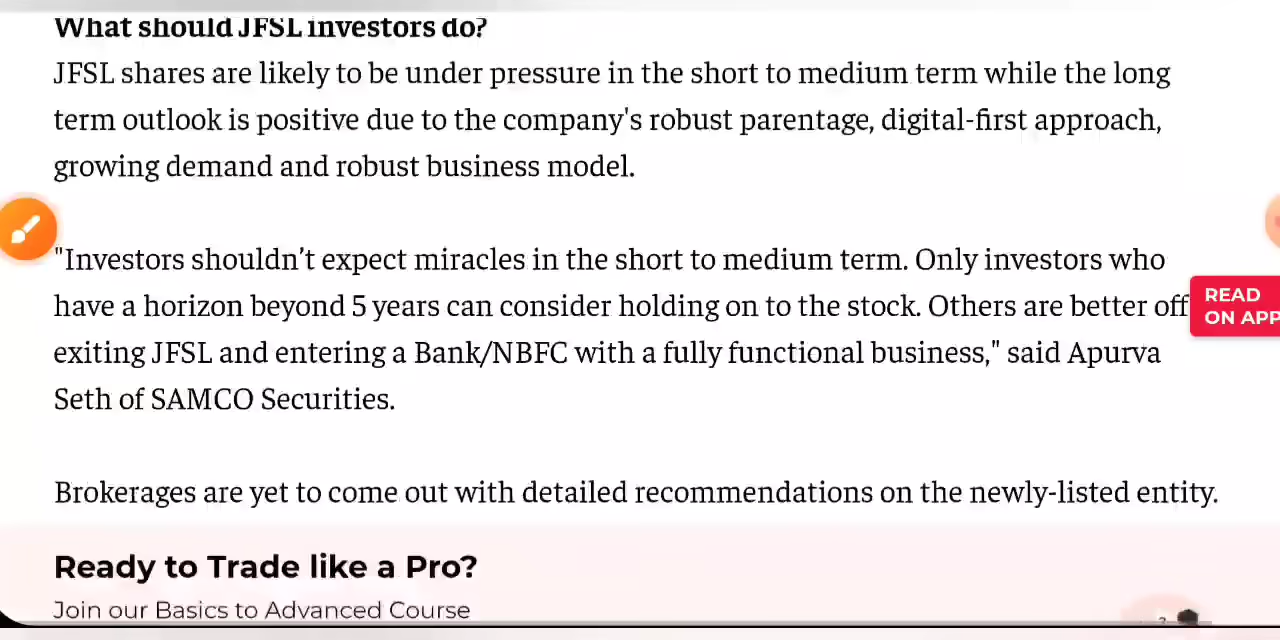 What should JFSL investors do?
JFSL shares are likely to be under pressure in the short to medium term while the long
term outlook is positive due to the company's robust parentage, digital-first approach,
growing demand and robust business model.
"Investors shouldn’t expect miracles in the short to medium term. Only investors who
have a horizon beyond 5 years can consider holding on to the stock. Others are better off
exiting JFSL and entering a Bank/NBFC with a fully functional business," said Apurva
Seth of SAMCO Securities.
READ
ON APP
Brokerages are yet to come out with detailed recommendations on the newly-listed entity.
Ready to Trade like a Pro?
Join our Basics to Advanced Course